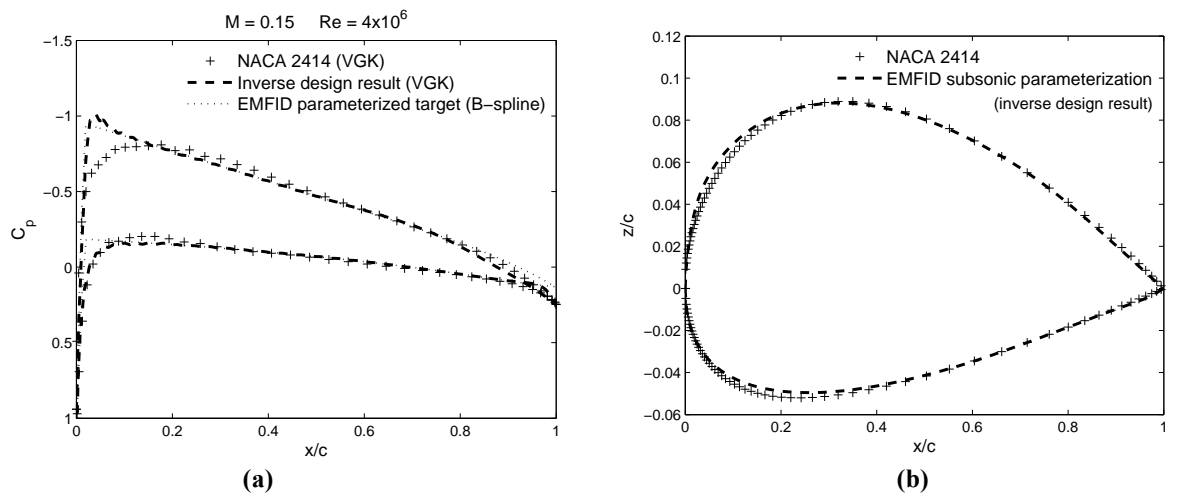 M = 0.15 Re = 4x10^6
-1.5
-1
-0.5
0
0.5
1
C_p
NACA 2414 (VGK)
Inverse design result (VGK)
EMFID parameterized target (B-spline)
0 0.2 0.4 0.6 0.8 1
x/c
(a)
0.12
0.1
0.08
0.06
0.04
0.02
0
-0.02
-0.04
-0.06
z/c
NACA 2414
EMFID subsonic parameterization
(inverse design result)
0 0.2 0.4 0.6 0.8 1
x/c
(b)